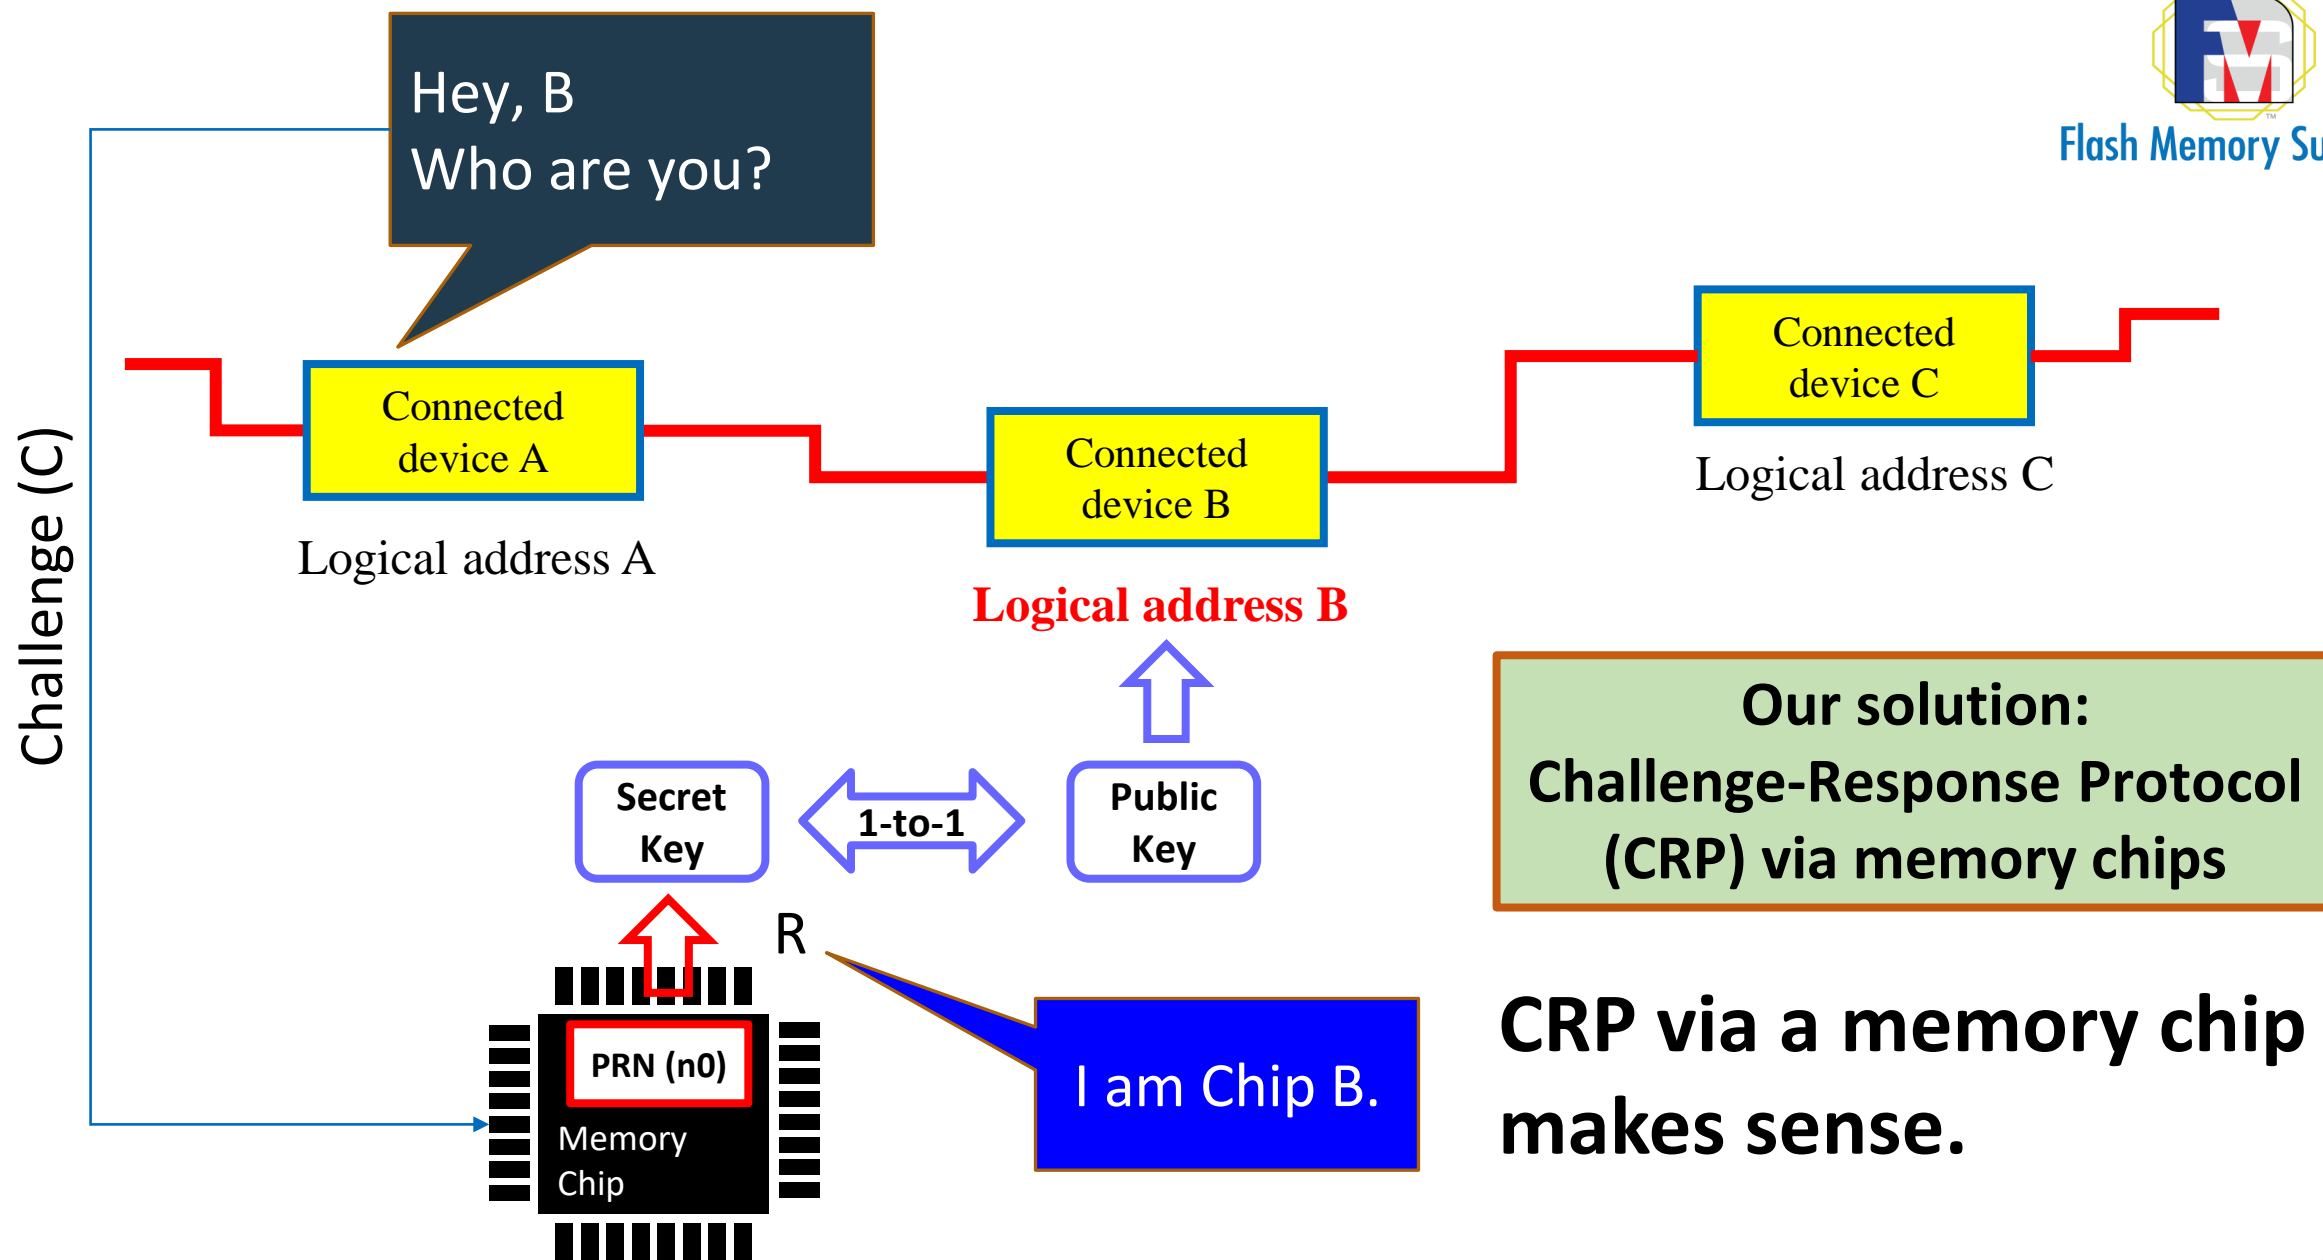 Hey, B
Who are you?
Flash Memory Su
Connected
device A
Logical address A
Connected
device B
Logical address B
Connected
device C
Logical address C
Challenge (C)
Secret
Key
1-to-1
Public
Key
R
PRN (n0)
Memory
Chip
I am Chip B.
Our solution:
Challenge-Response Protocol
(CRP) via memory chips
CRP via a memory chip
makes sense.